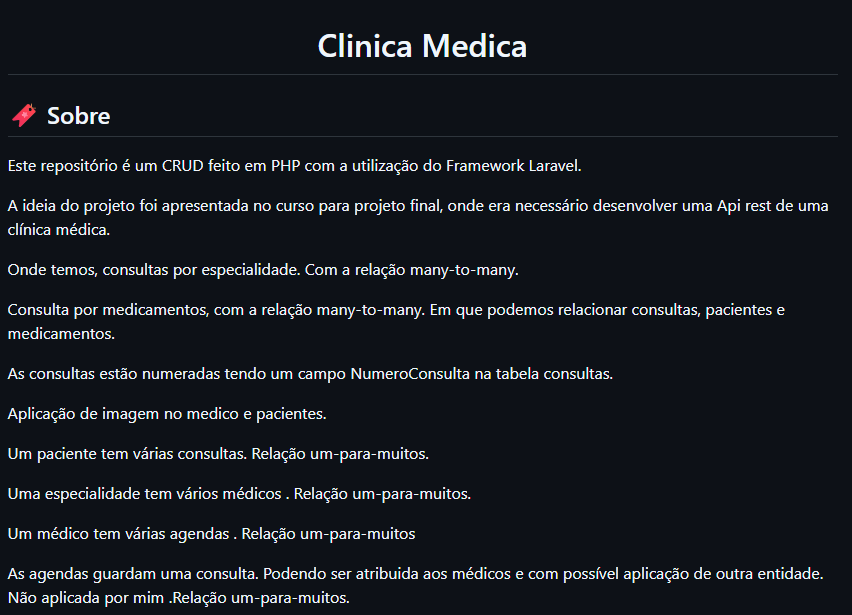 Clinica Medica
Sobre
Este repositório é um CRUD feito em PHP com a utilização do Framework Laravel.
A ideia do projeto foi apresentada no curso para projeto final, onde era necessário desenvolver uma Api rest de uma
clínica médica.
Onde temos, consultas por especialidade. Com a relação many-to-many.
Consulta por medicamentos, com a relação many-to-many. Em que podemos relacionar consultas, pacientes e
medicamentos.
As consultas estão numeradas tendo um campo NumeroConsulta na tabela consultas.
Aplicação de imagem no medico e pacientes.
Um paciente tem várias consultas. Relação um-para-muitos.
Uma especialidade tem vários médicos . Relação um-para-muitos.
Um médico tem várias agendas . Relação um-para-muitos
As agendas guardam uma consulta. Podendo ser atribuida aos médicos e com possível aplicação de outra entidade.
Não aplicada por mim .Relação um-para-muitos.